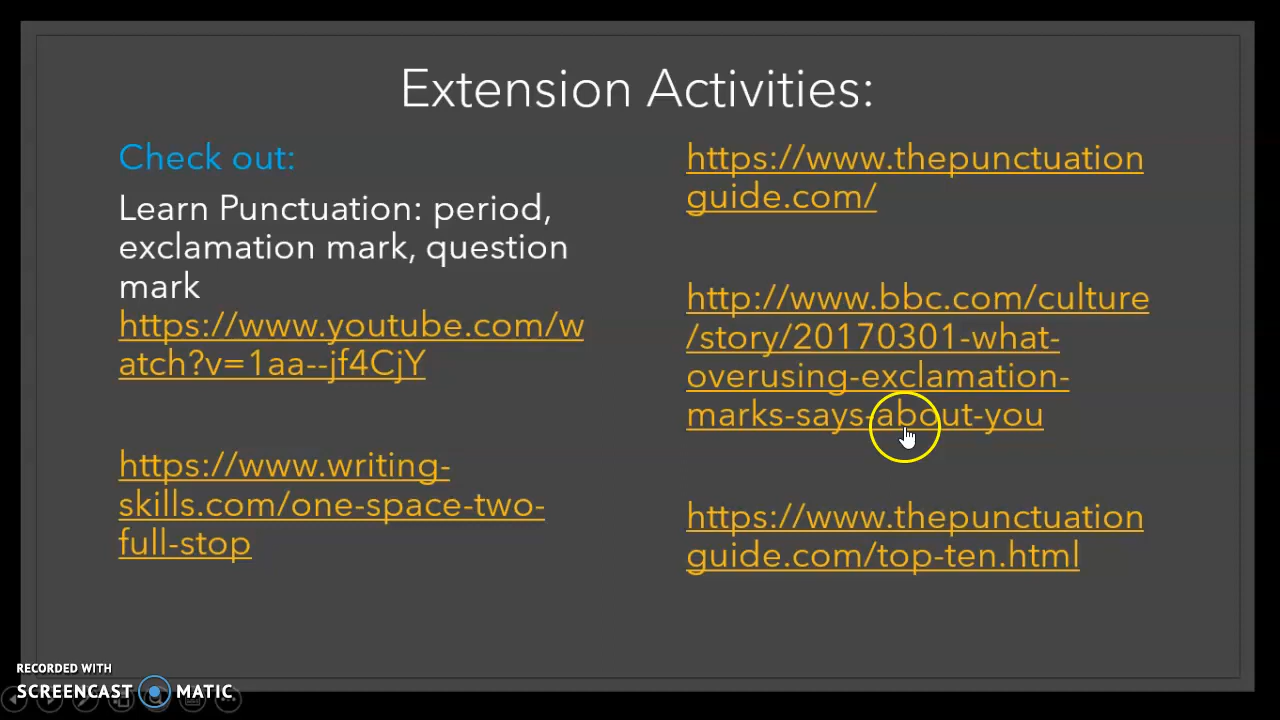 Extension Activities:
Check out:
Learn Punctuation: period,
exclamation mark, question
mark
https://www.youtube.com/w
atch?v=1aa--jf4CjY
https://www.writing-
skills.com/one-space-two-
full-stop
https://www.thepunctuation
guide.com/
http://www.bbc.com/culture
/story/20170301-what-
overusing-exclamation-
marks-says-about-you
https://www.thepunctuation
guide.com/top-ten.html
RECORDED WITH
SCREENCAST MATIC